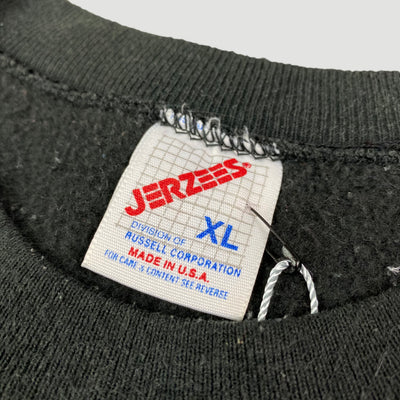 JERZEES®
XL
DIVISION OF
RUSSELL CORPORATION
MADE IN U.S.A.
FOR CARE & CONTENT SEE REVERSE